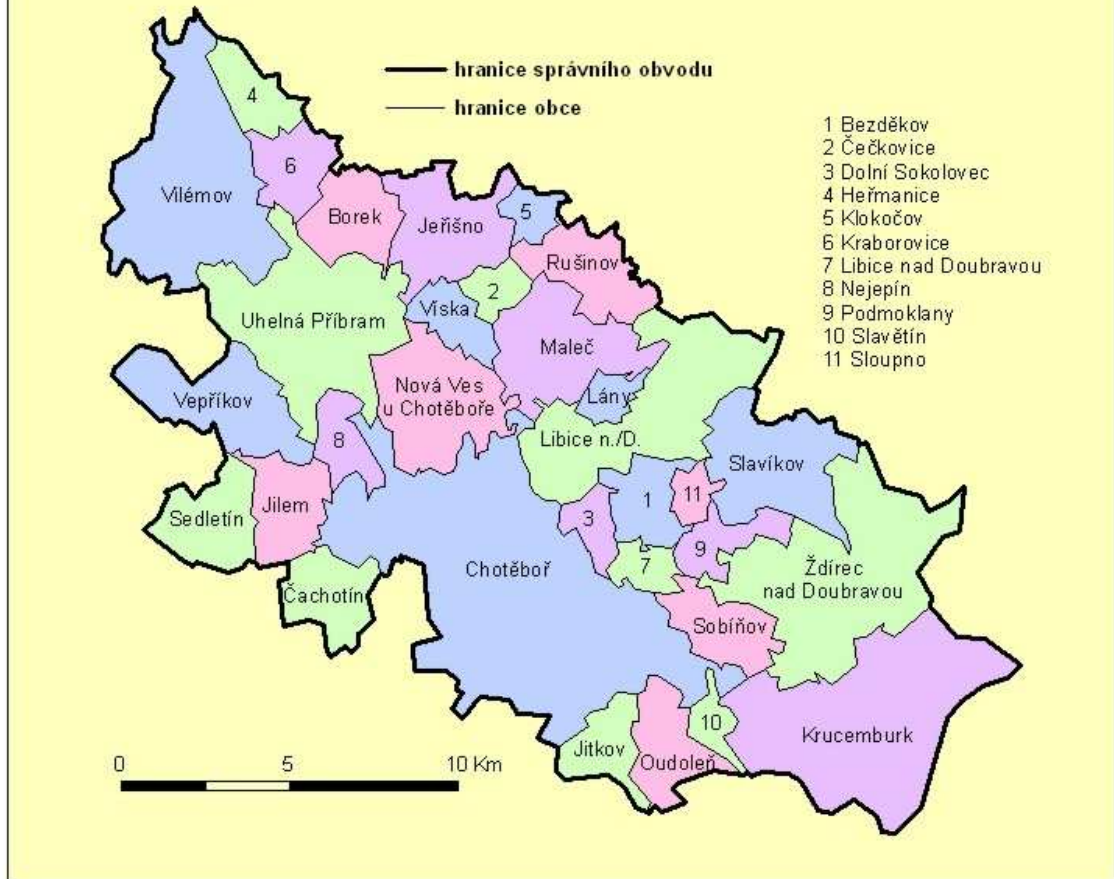 hranice správního obvodu
hranice obce
1 Bezděkov
2 Čečkovice
3 Dolní Sokolovec
4 Heřmanice
5 Klokočov
6 Kraborovice
7 Libice nad Doubravou
8 Nejepín
9 Podmoklany
10 Slavětín
11 Sloupno
4
6
Vilémov
Borek
Jeřišno
5
Rušinov
2
Víska
Uhelná Příbram
Maleč
Nová Ves
u Chotěboře
Lány
Vepříkov
8
Libice n./D.
Slavíkov
Sedletín
Jilem
1
11
3
9
7
Chotěboř
Ždírec
nad Doubravou
Čachotín
Sobíňov
10
Krucemburk
Jitkov
Oudoleň
0 5 10 Km